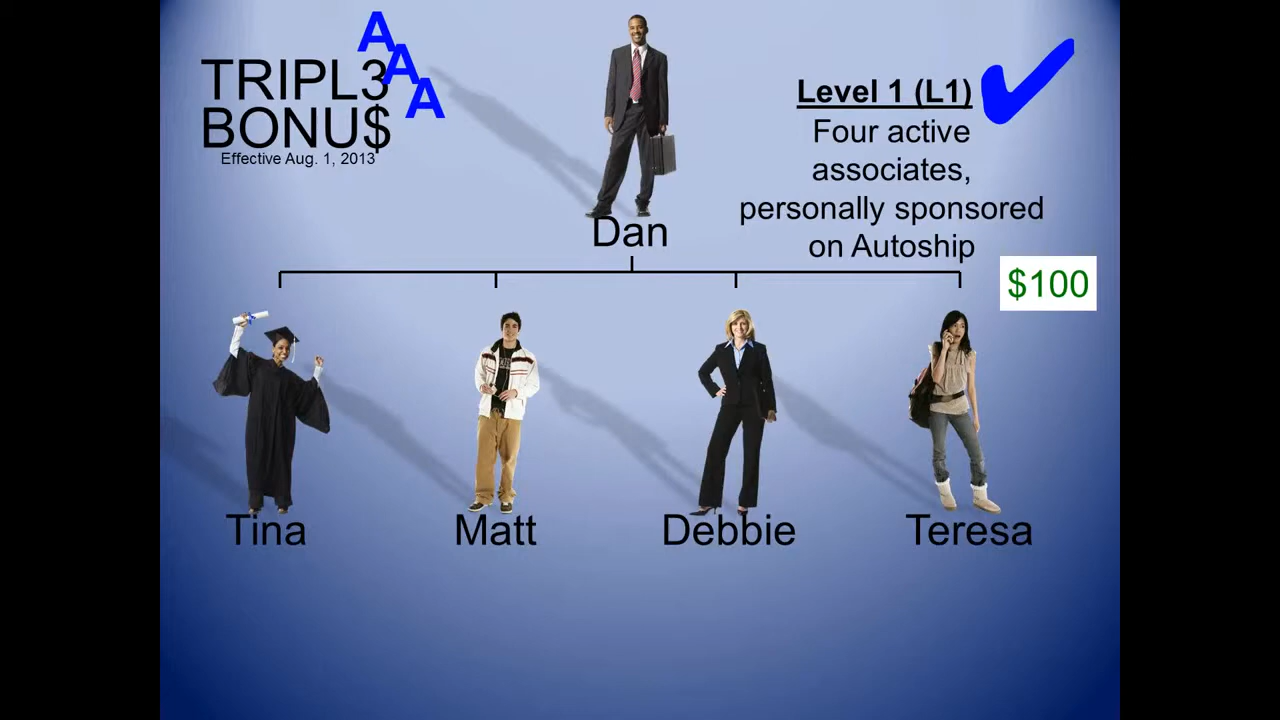 A
A
A
TRIPL3
BONU$
Effective Aug. 1, 2013
Level 1 (L1)
Four active
associates,
personally sponsored
on Autoship
$100
Dan
Tina
Matt
Debbie
Teresa